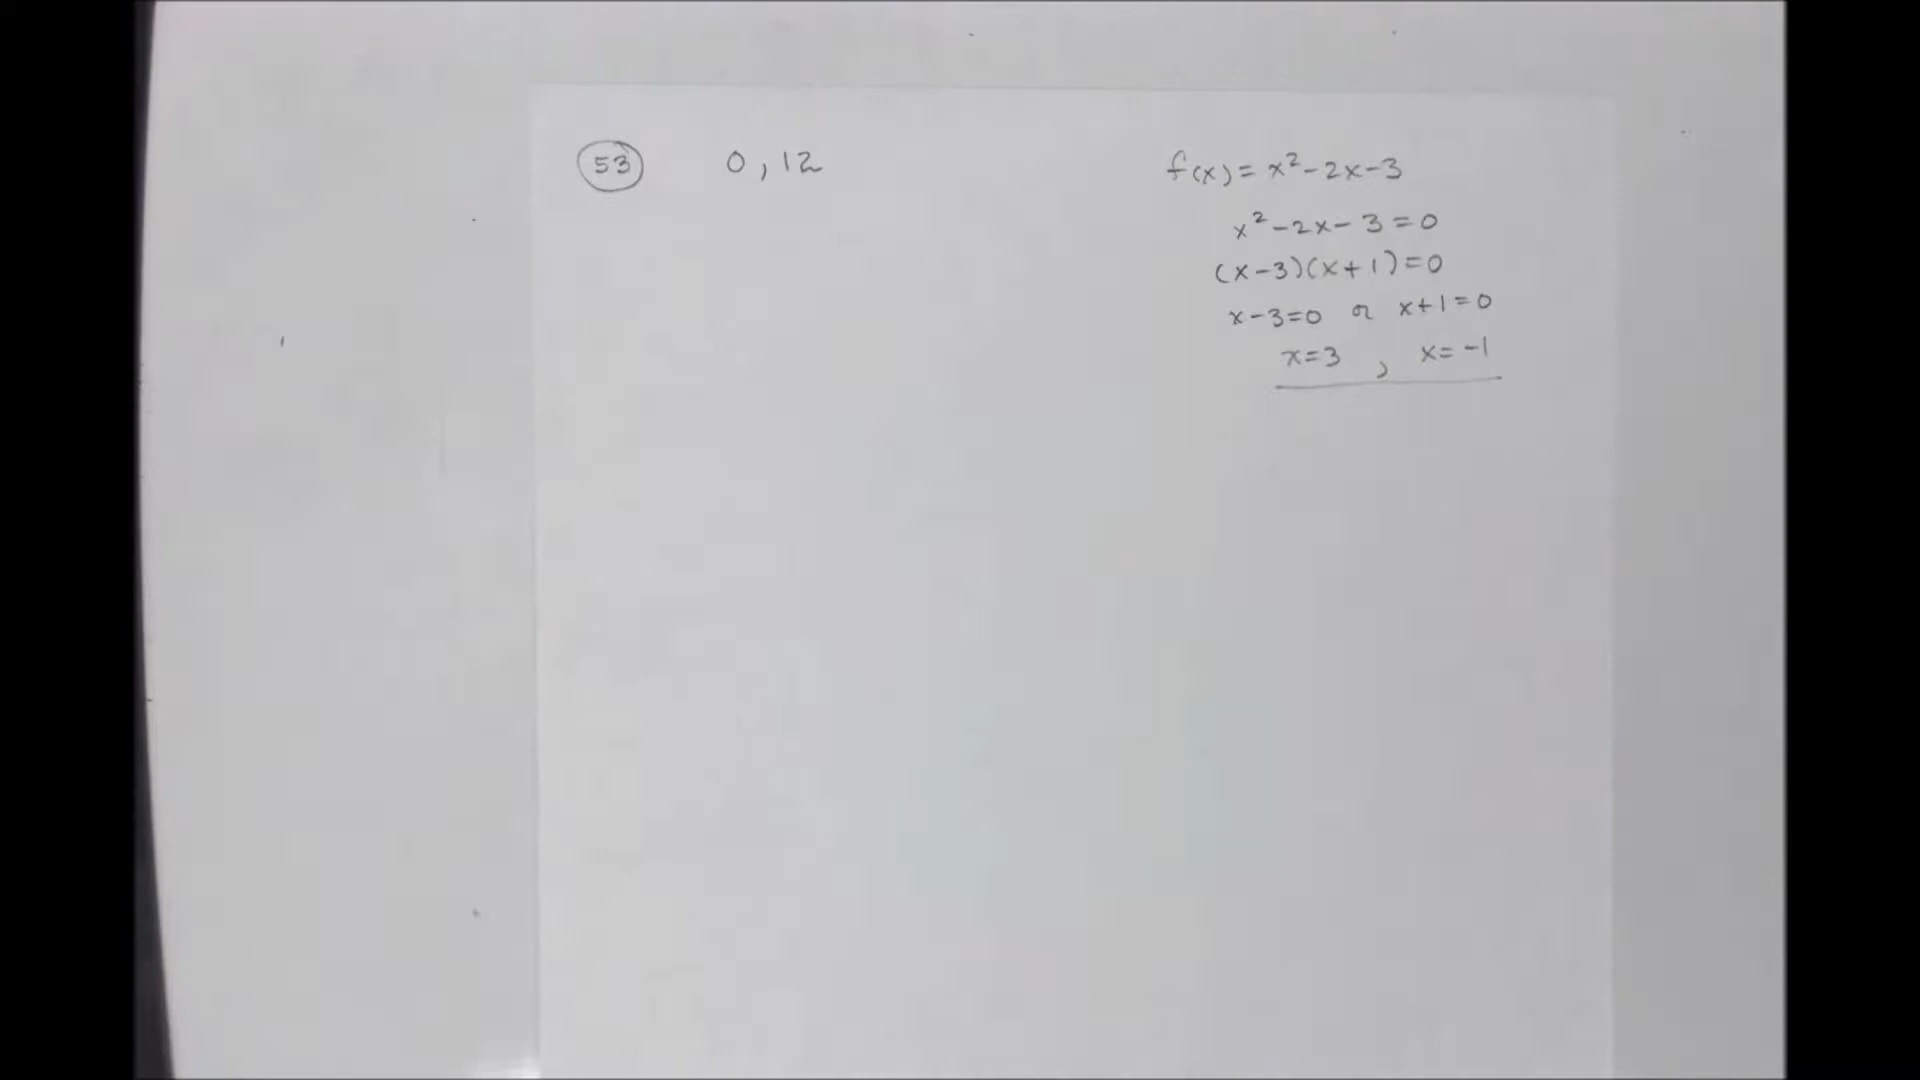 53 0, 12
f(x) = x² - 2x - 3
x² - 2x - 3 = 0
(x - 3)(x + 1) = 0
x - 3 = 0 or x + 1 = 0
x = 3 , x = -1